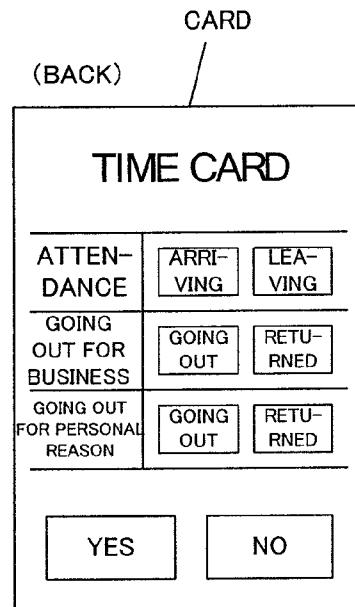 CARD
(BACK)
TIME CARD
ATTEN-
DANCE
ARRI-
VING
LEA-
VING
GOING
OUT FOR
BUSINESS
GOING
OUT
RETU-
RNED
GOING OUT
FOR PERSONAL
REASON
GOING
OUT
RETU-
RNED
YES
NO